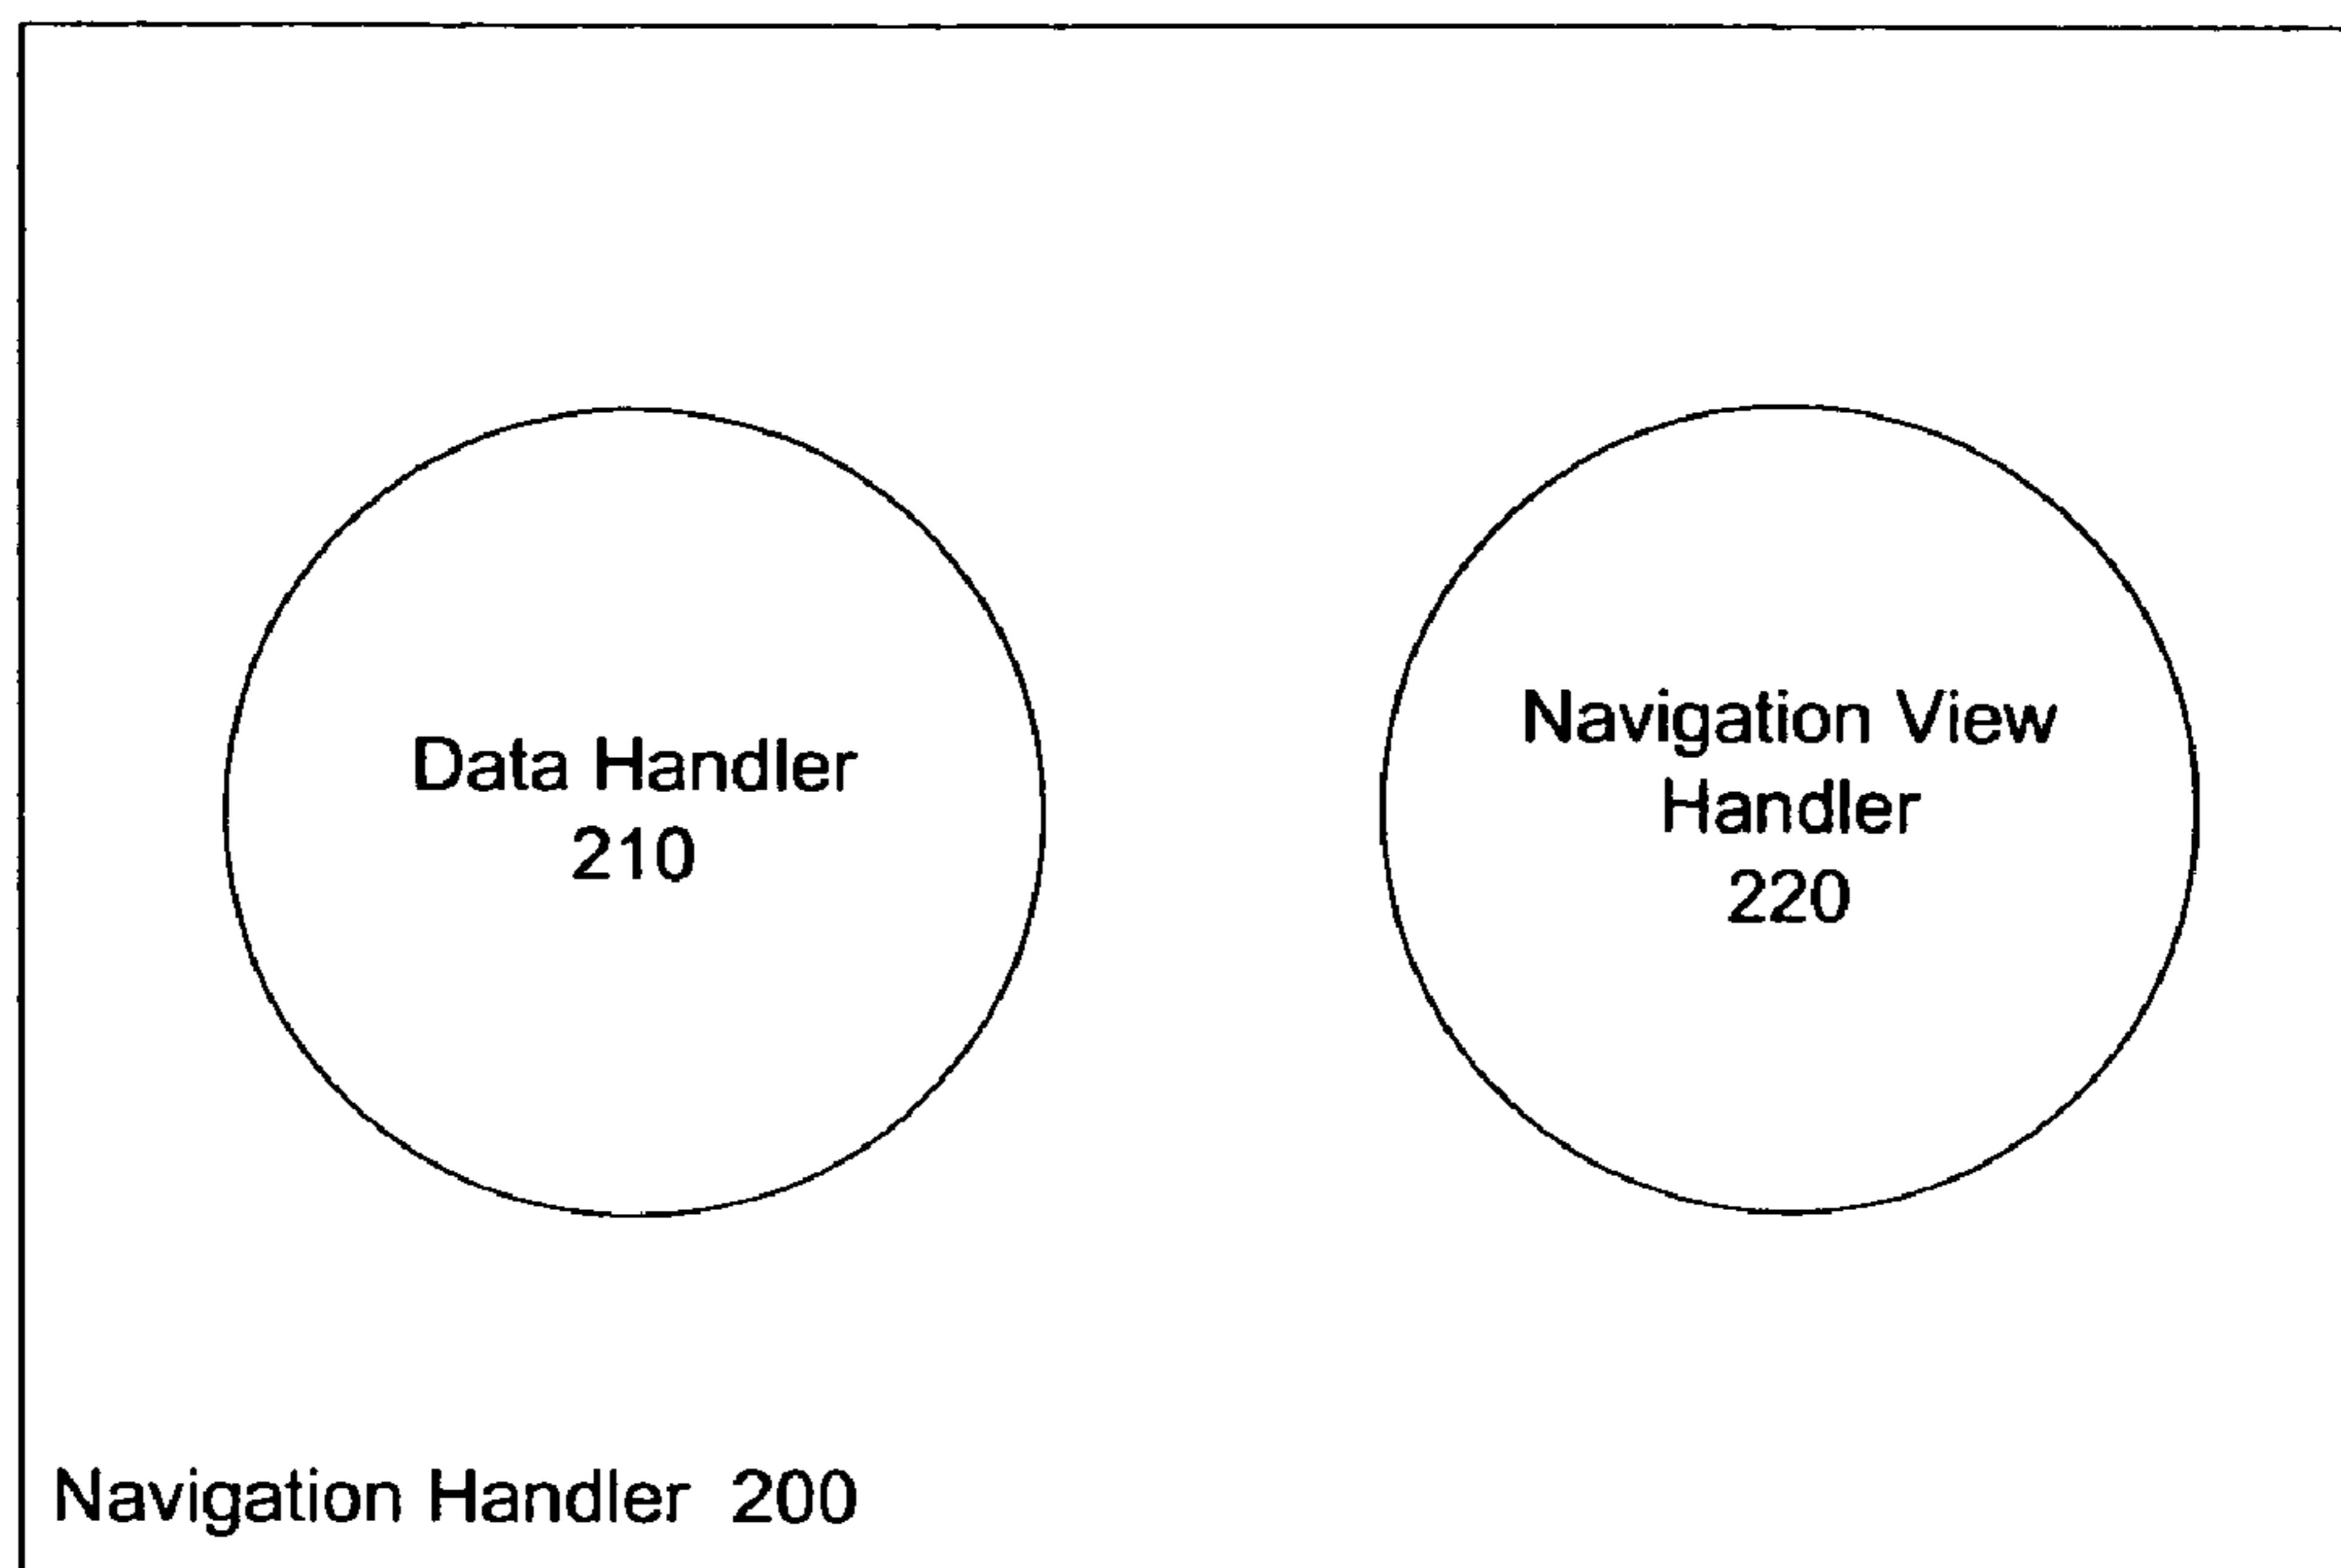 Data Handler
210
Navigation View
Handler
220
Navigation Handler 200